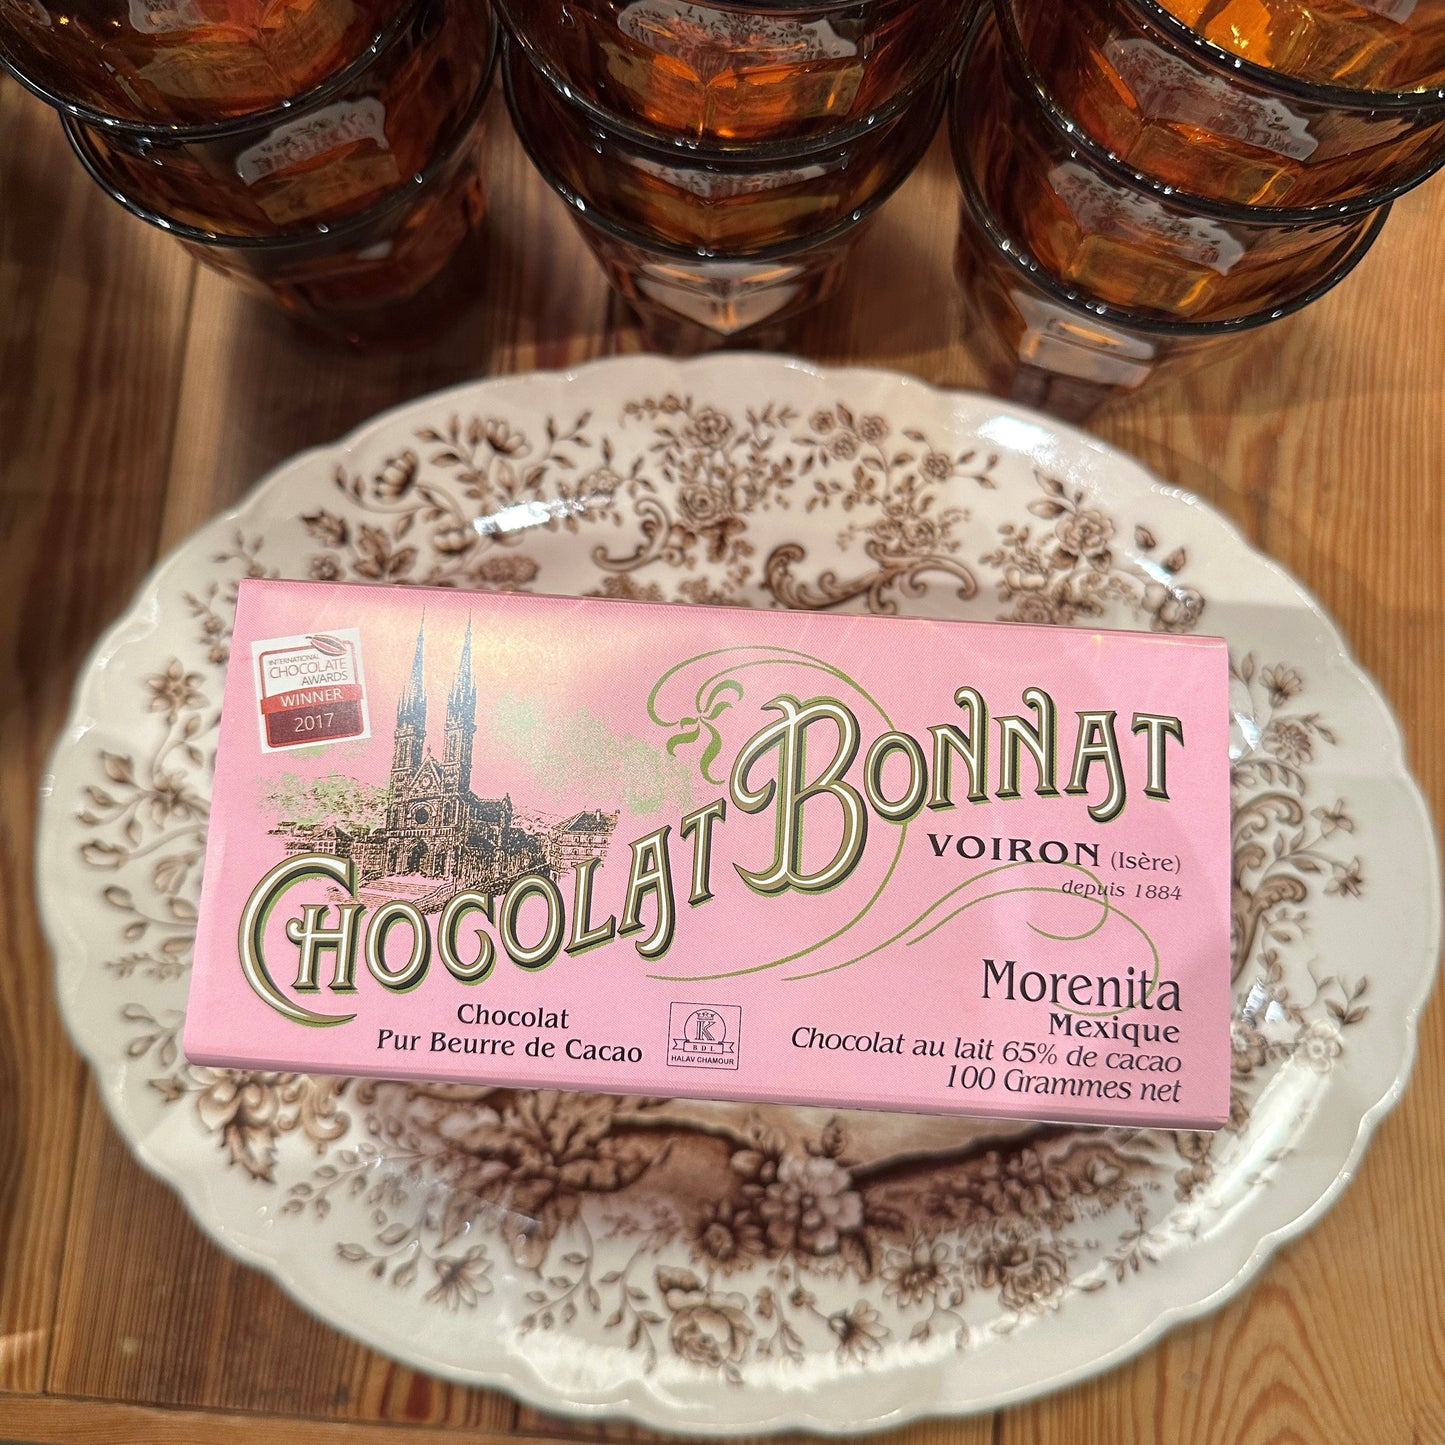 INTERNATIONAL
CHOCOLATE
AWARDS
WINNER
2017
CHOCOLAT BONNAT
VOIRON (Isère)
depuis 1884
Morenita
Mexique
Chocolat au lait 65% de cacao
100 Grammes net
Chocolat
Pur Beurre de Cacao
K
BDL
HALAV CHAMOUR